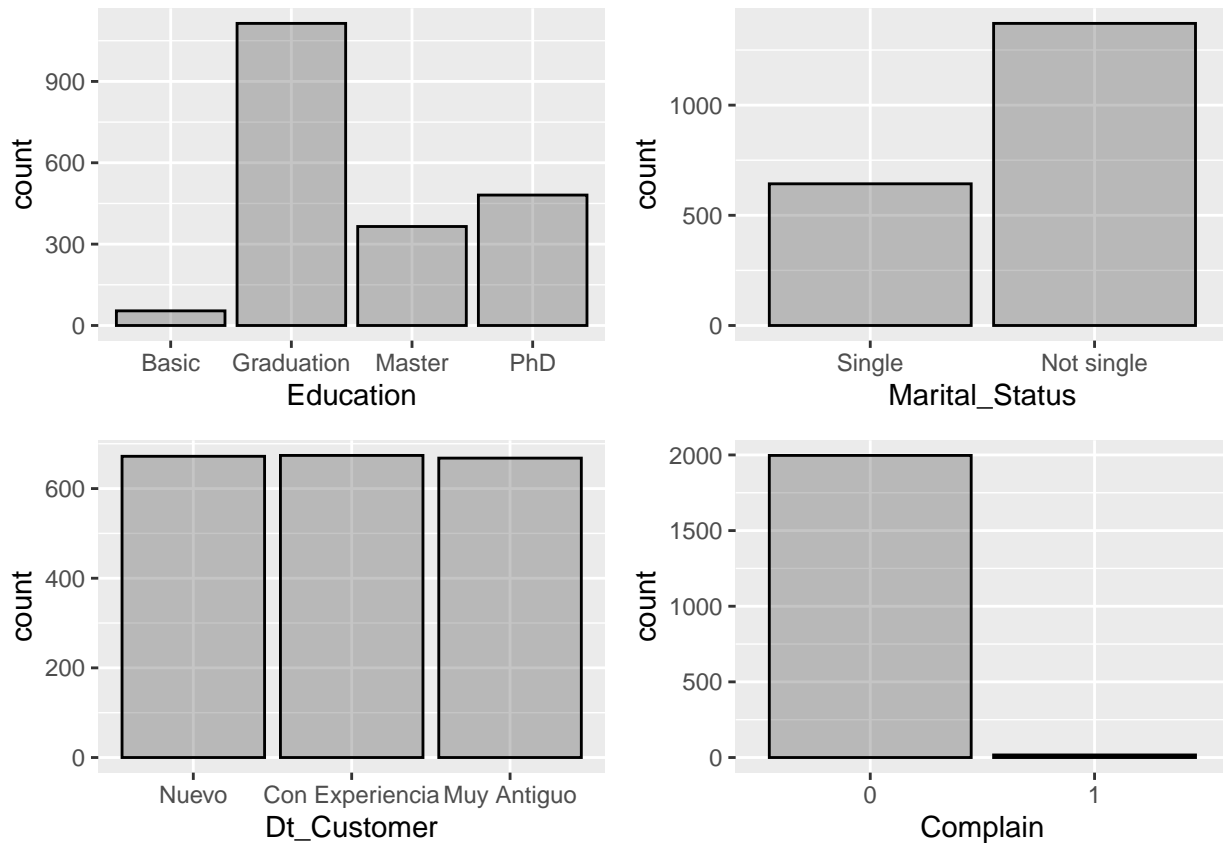 count
900
600
300
0
Basic Graduation Master PhD
Education
count
1000
500
0
Single Not single
Marital_Status
count
600
400
200
0
Nuevo Con Experiencia Muy Antiguo
Dt_Customer
count
2000
1500
1000
500
0
0 1
Complain